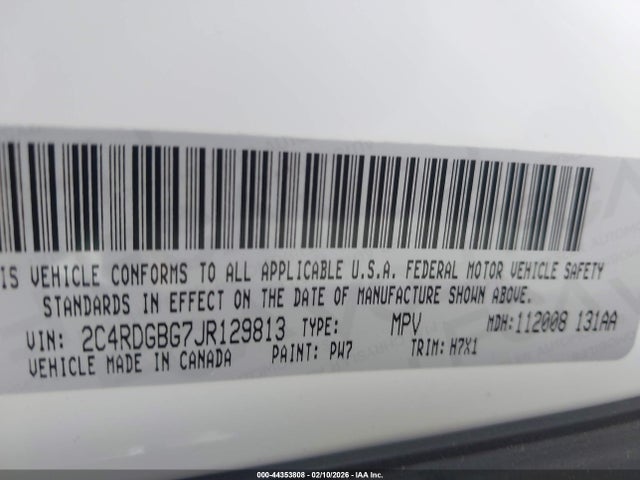 IS VEHICLE CONFORMS TO ALL APPLICABLE U.S.A. FEDERAL MOTOR VEHICLE SAFETY
STANDARDS IN EFFECT ON THE DATE OF MANUFACTURE SHOWN ABOVE.
VIN: 2C4RDGBG7JR129813 TYPE: MPV MDH:112008 131AA
VEHICLE MADE IN CANADA PAINT: PW7 TRIM: H7X1
000-44353808 - 02/10/2026 - IAA Inc.